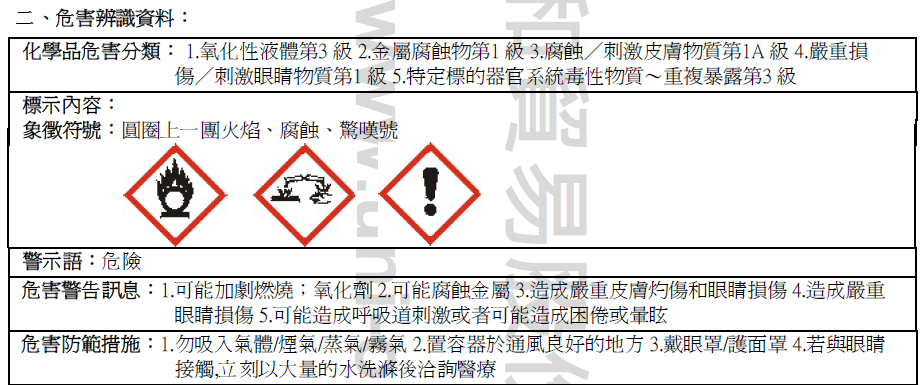 二、危害辨識資料：
化學品危害分類： 1.氧化性液體第3 級 2.金屬腐蝕物第1 級 3.腐蝕／刺激皮膚物質第1A 級 4.嚴重損
傷／刺激眼睛物質第1 級 5.特定標的器官系統毒性物質～重複暴露第3 級
標示內容：
象徵符號：圓圈上一團火焰、腐蝕、驚嘆號
警示語：危險
危害警告訊息：1.可能加劇燃燒；氧化劑 2.可能腐蝕金屬 3.造成嚴重皮膚灼傷和眼睛損傷 4.造成嚴重
眼睛損傷 5.可能造成呼吸道刺激或者可能造成困倦或暈眩
危害防範措施：1.勿吸入氣體/煙氣/蒸氣/霧氣 2.置容器於通風良好的地方 3.戴眼罩/護面罩 4.若與眼睛
接觸,立刻以大量的水洗滌後洽詢醫療
和貿易股份
www.uni-s